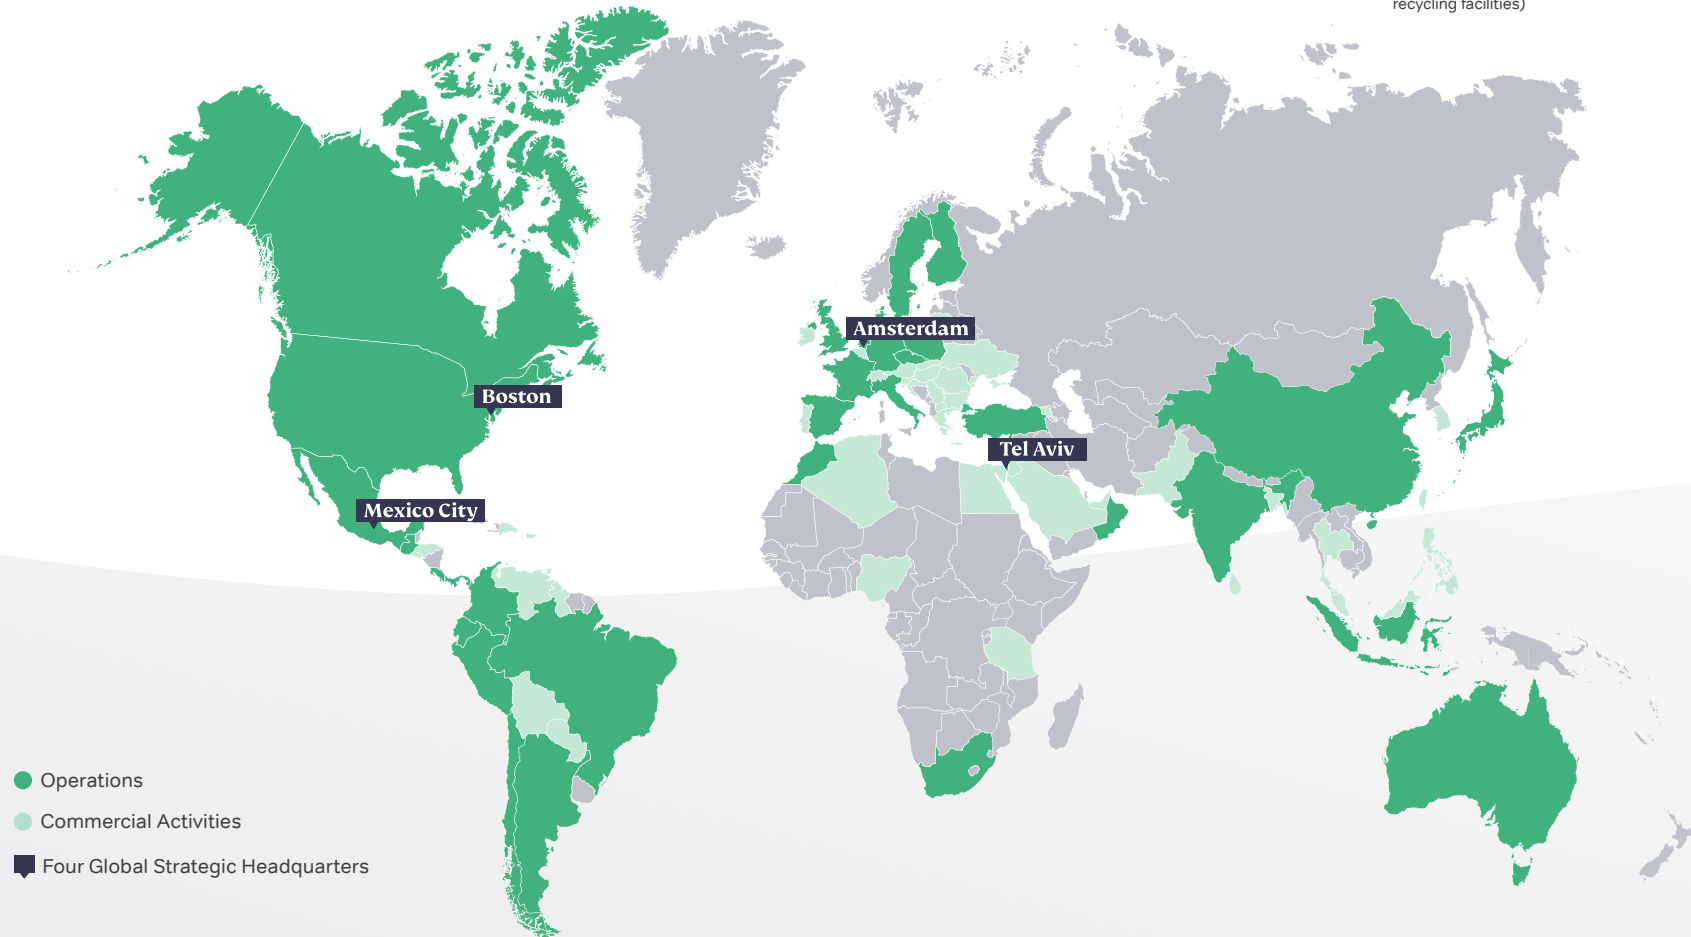 recycling facilities)
Amsterdam
Boston
Tel Aviv
Mexico City
Operations
Commercial Activities
Four Global Strategic Headquarters